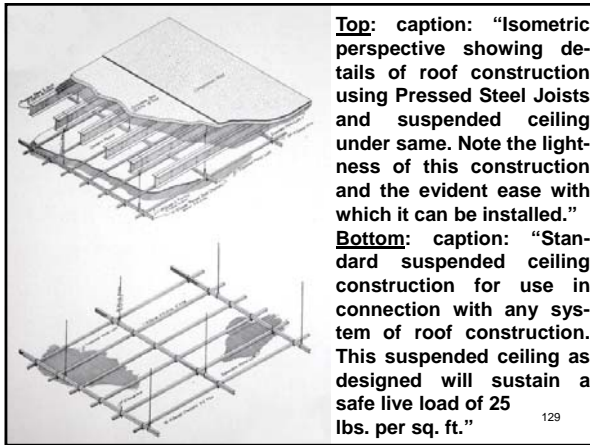 Top: caption: “Isometric
perspective showing de-
tails of roof construction
using Pressed Steel Joists
and suspended ceiling
under same. Note the light-
ness of this construction
and the evident ease with
which it can be installed.”
Bottom: caption: “Stan-
dard suspended ceiling
construction for use in
connection with any sys-
tem of roof construction.
This suspended ceiling as
designed will sustain a
safe live load of 25
lbs. per sq. ft.”
129